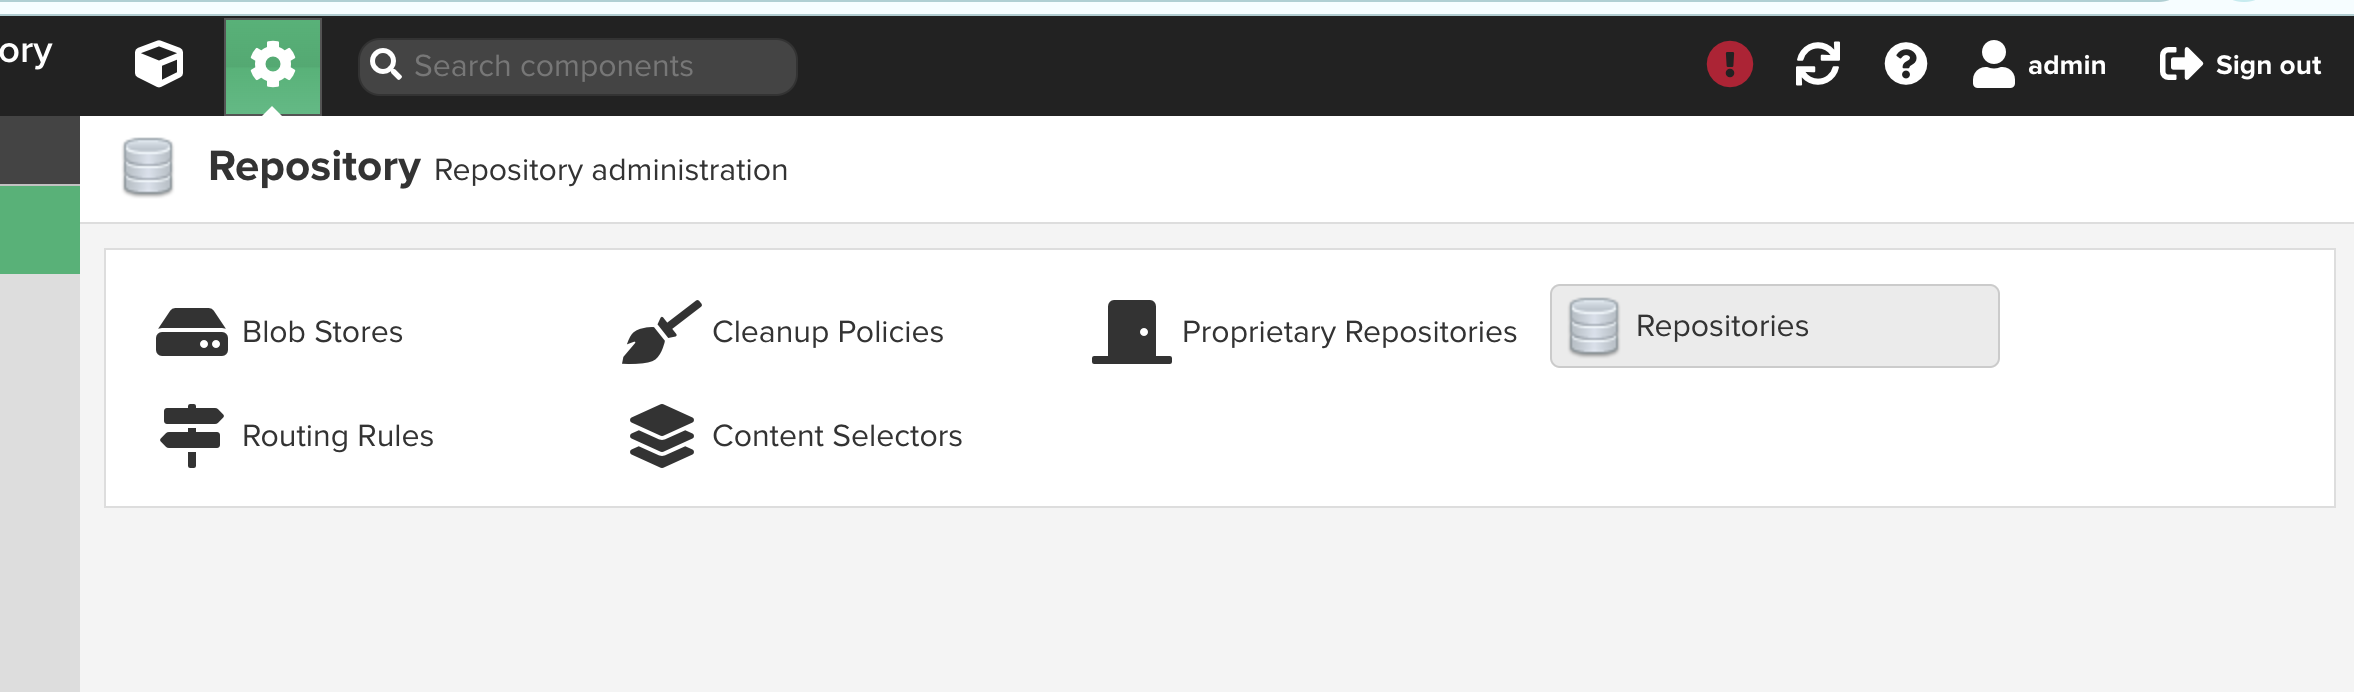 ory
Search components
admin
Sign out
Repository Repository administration
Blob Stores
Cleanup Policies
Proprietary Repositories
Repositories
Routing Rules
Content Selectors